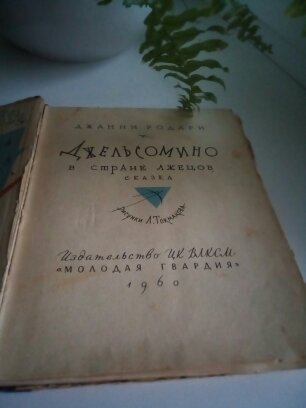 ДЖАННИ РОДАРИ
ДЖЕЛЬСОМИНО
В СТРАНЕ ЛЖЕЦОВ
СКАЗКА
рисунки Л. Токмакова
Издательство ЦК ВЛКСМ
«МОЛОДАЯ ГВАРДИЯ»
1960